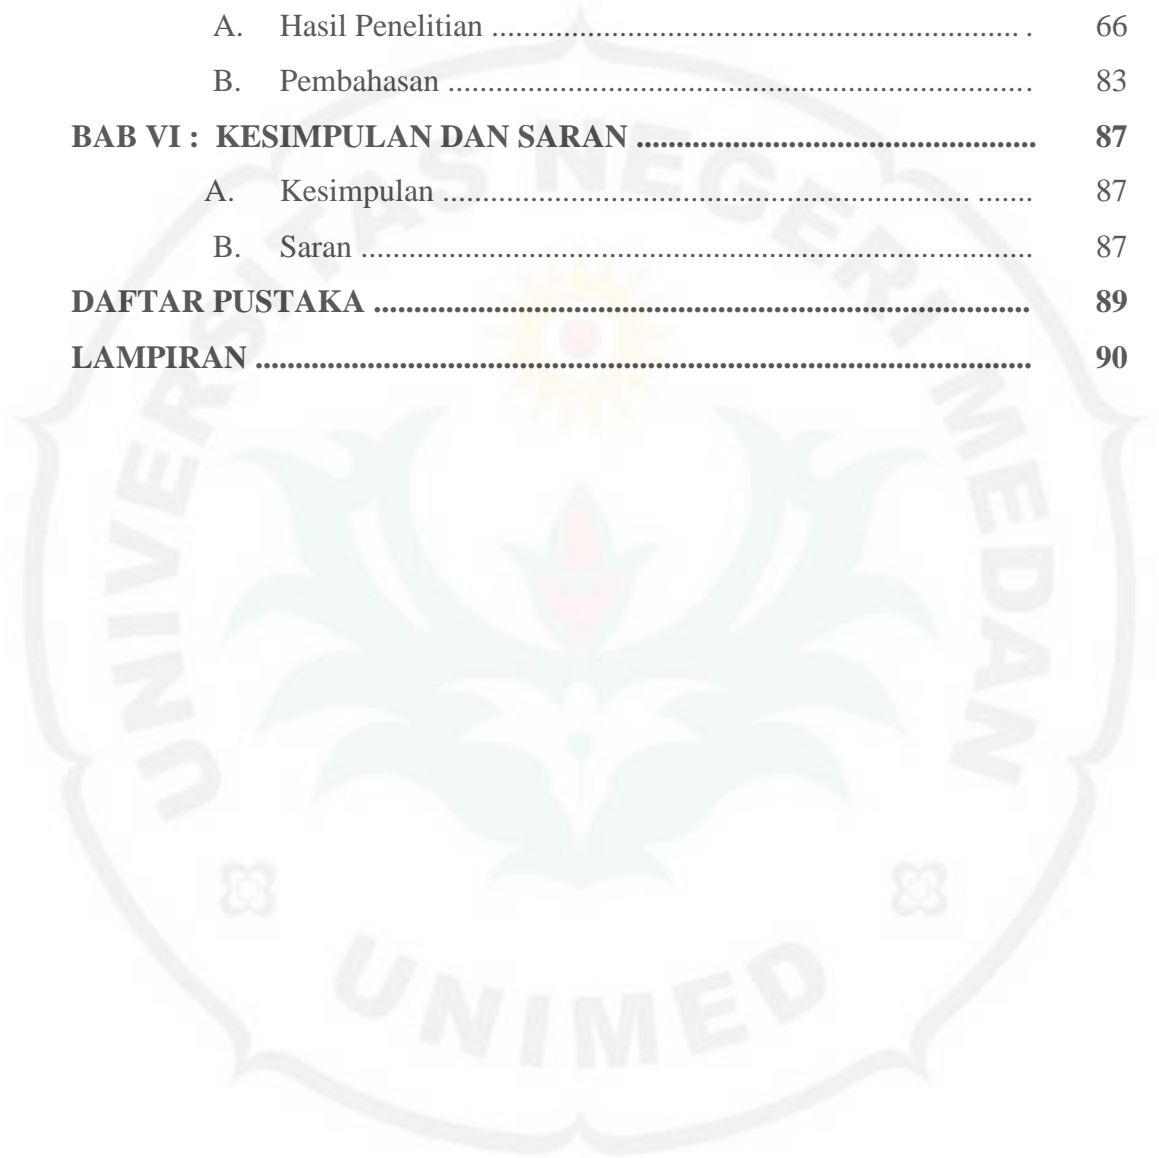 A. Hasil Penelitian .................................................................. . 66
B. Pembahasan ......................................................................... 83
BAB VI : KESIMPULAN DAN SARAN ................................................. 87
A. Kesimpulan .................................................................. ....... 87
B. Saran .................................................................................... 87
DAFTAR PUSTAKA ................................................................................ 89
LAMPIRAN .............................................................................................. 90
UNIVERSITAS NEGERI MEDAN
UNIMED